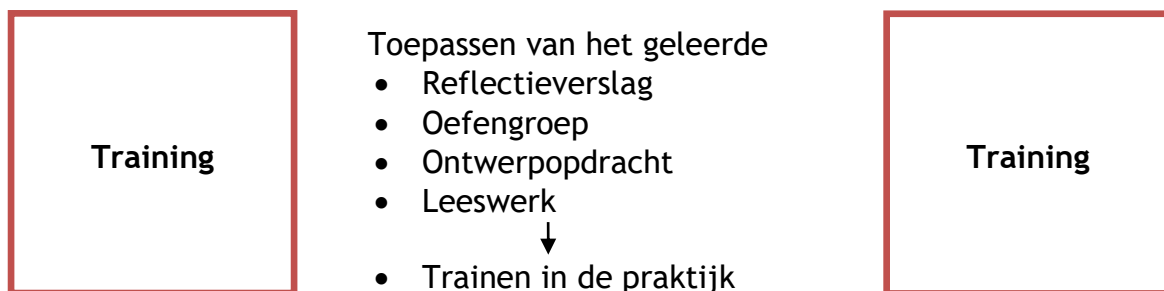 Training
Toepassen van het geleerde
• Reflectieverslag
• Oefengroep
• Ontwerpopdracht
• Leeswerk
• Trainen in de praktijk
Training